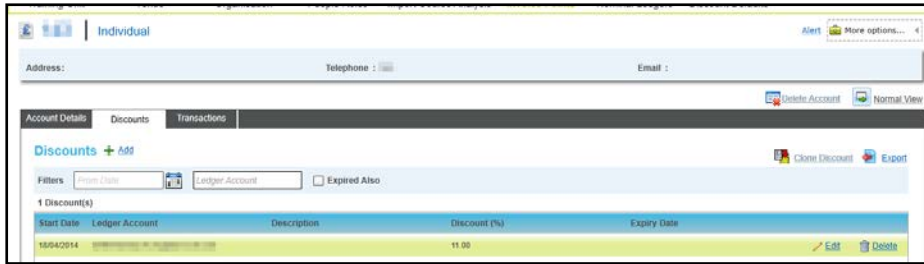 £ Individual Alert More options...
Address: Telephone : Email :
Delete Account Normal View
Account Details Discounts Transactions
Discounts + Add Clone Discount Export
Filters From Date Ledger Account Expired Also
1 Discount(s)
Start Date Ledger Account Description Discount (%) Expiry Date
18/04/2014 11.00 Edit Delete